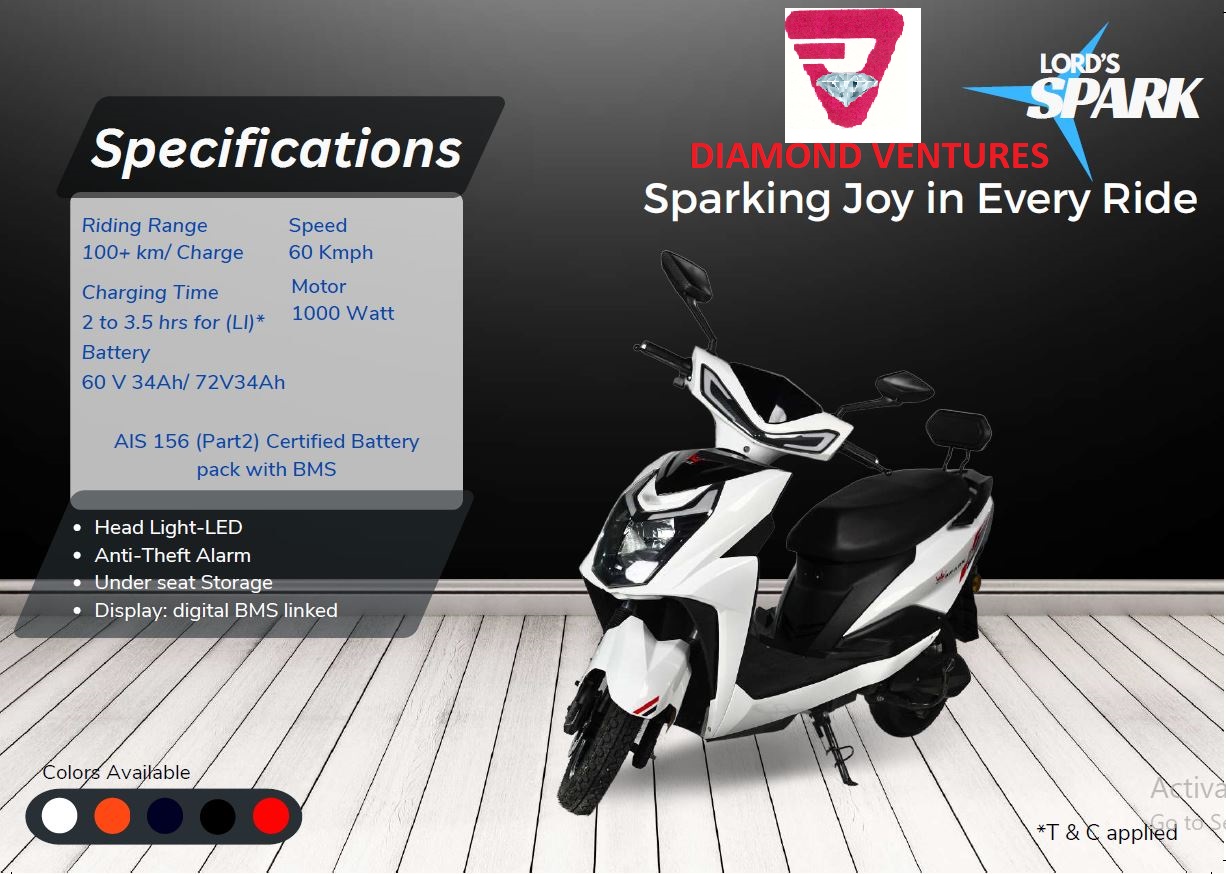 LORD'S
SPARK
DIAMOND VENTURES
Sparking Joy in Every Ride
Specifications
Riding Range
100+ km/ Charge
Speed
60 Kmph
Charging Time
2 to 3.5 hrs for (LI)*
Motor
1000 Watt
Battery
60 V 34Ah/ 72V34Ah
AIS 156 (Part2) Certified Battery
pack with BMS
Head Light-LED
Anti-Theft Alarm
Under seat Storage
Display: digital BMS linked
SPARK
Colors Available
Activa
Go to Se
*T & C applied